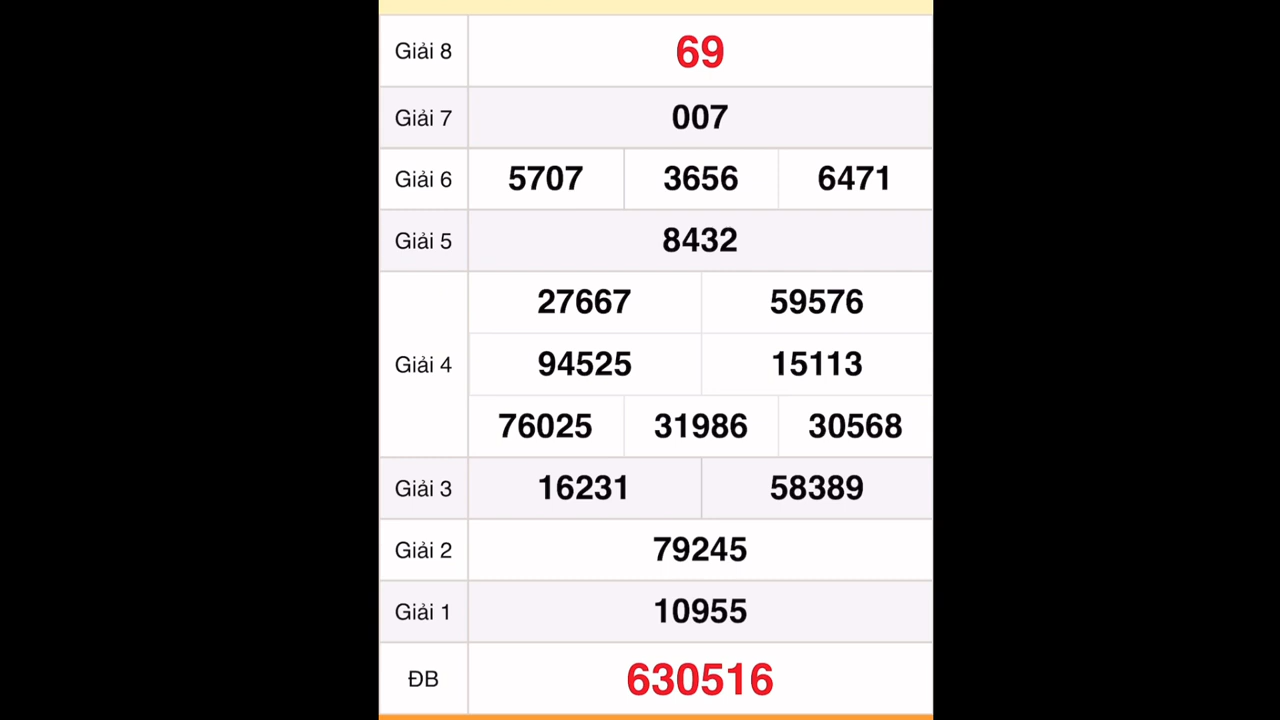 Giải 8 69
Giải 7 007
Giải 6 5707 3656 6471
Giải 5 8432
27667 59576
Giải 4 94525 15113
76025 31986 30568
Giải 3 16231 58389
Giải 2 79245
Giải 1 10955
ĐB 630516